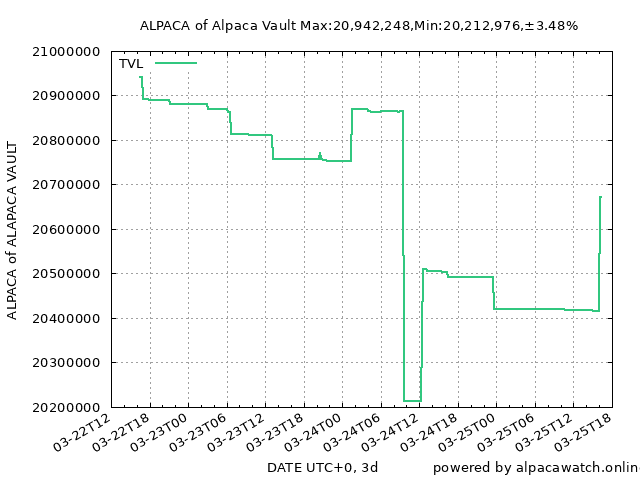 ALPACA of Alpaca Vault Max:20,942,248,Min:20,212,976,±3.48%
TVL
21000000
20900000
20800000
20700000
20600000
20500000
20400000
20300000
20200000
ALPACA of ALAPACA VAULT
03-22T12
03-22T18
03-23T00
03-23T06
03-23T12
03-23T18
03-24T00
03-24T06
03-24T12
03-24T18
03-25T00
03-25T06
03-25T12
03-25T18
DATE UTC+0, 3d
powered by alpacawatch.onlin